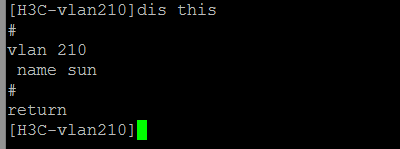 [H3C-vlan210]dis this
#
vlan 210
 name sun
#
return
[H3C-vlan210]